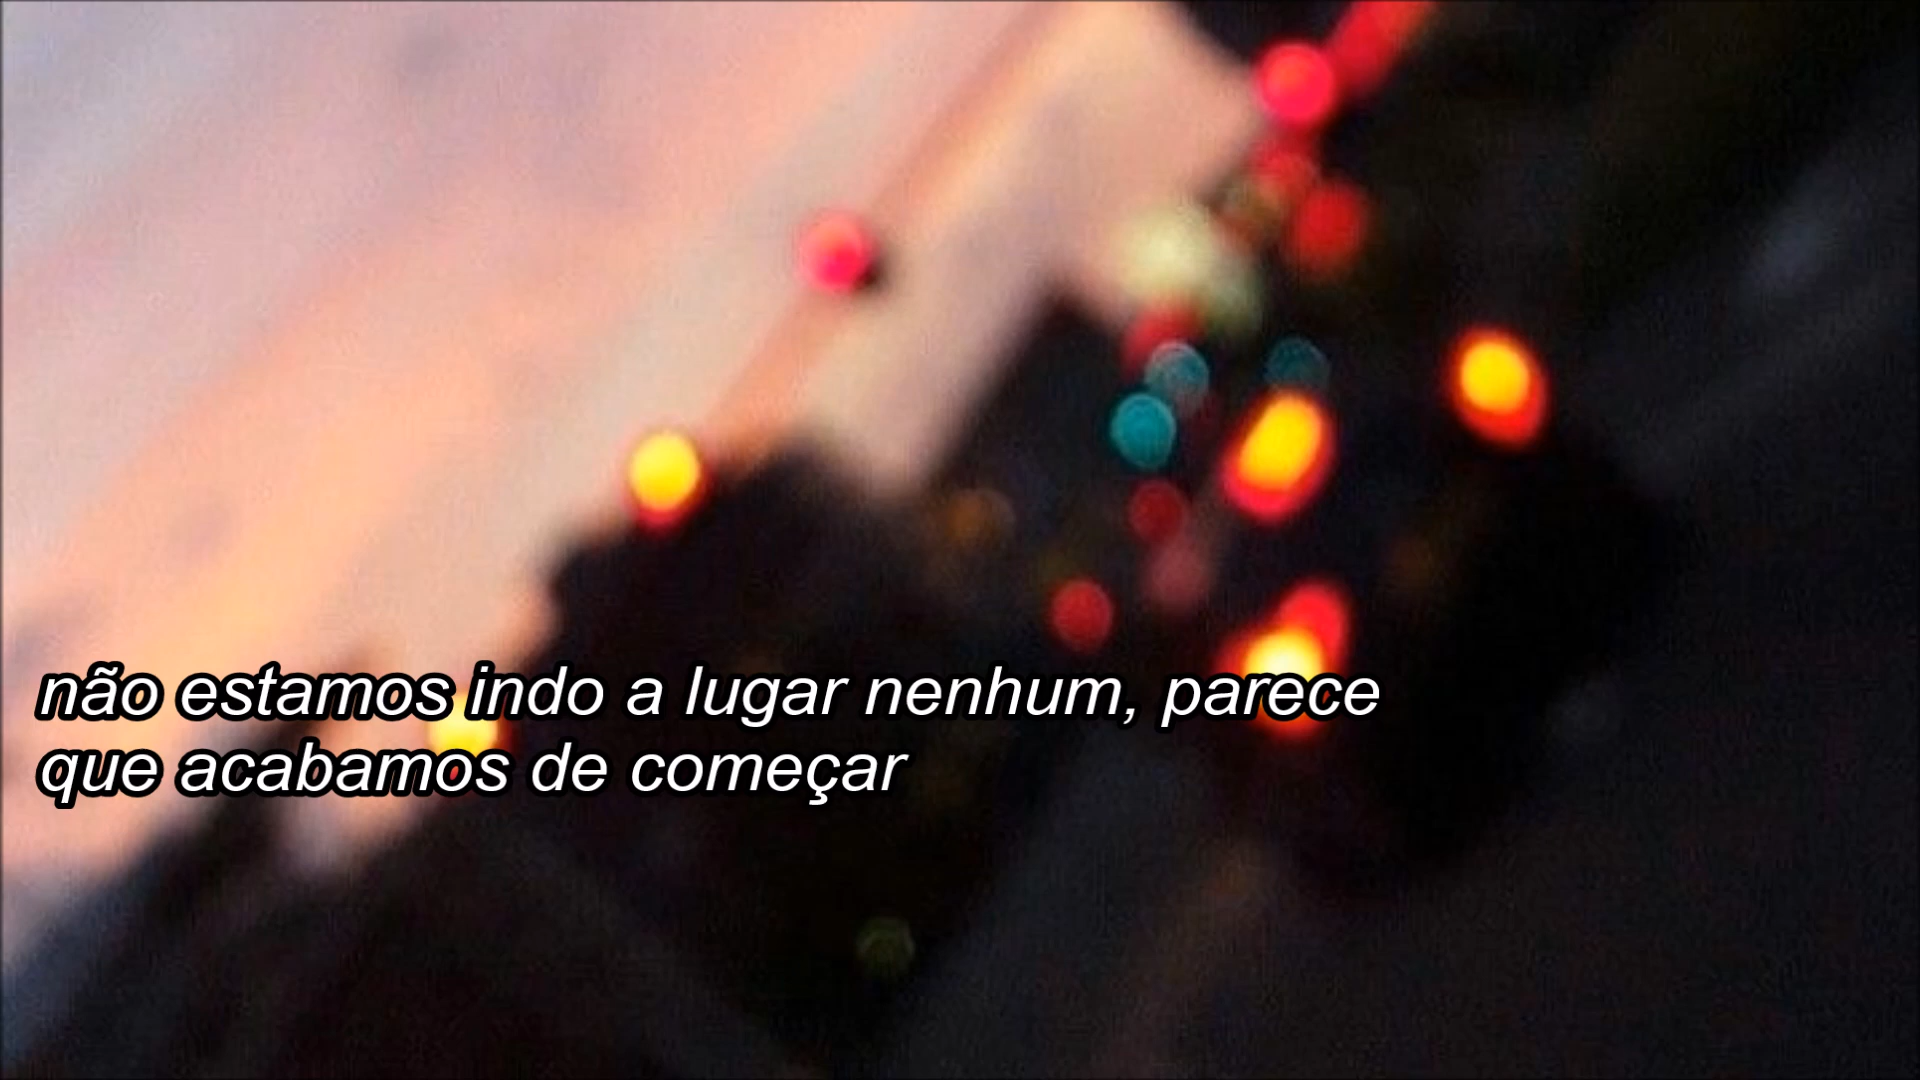 não estamos indo a lugar nenhum, parece
que acabamos de começar